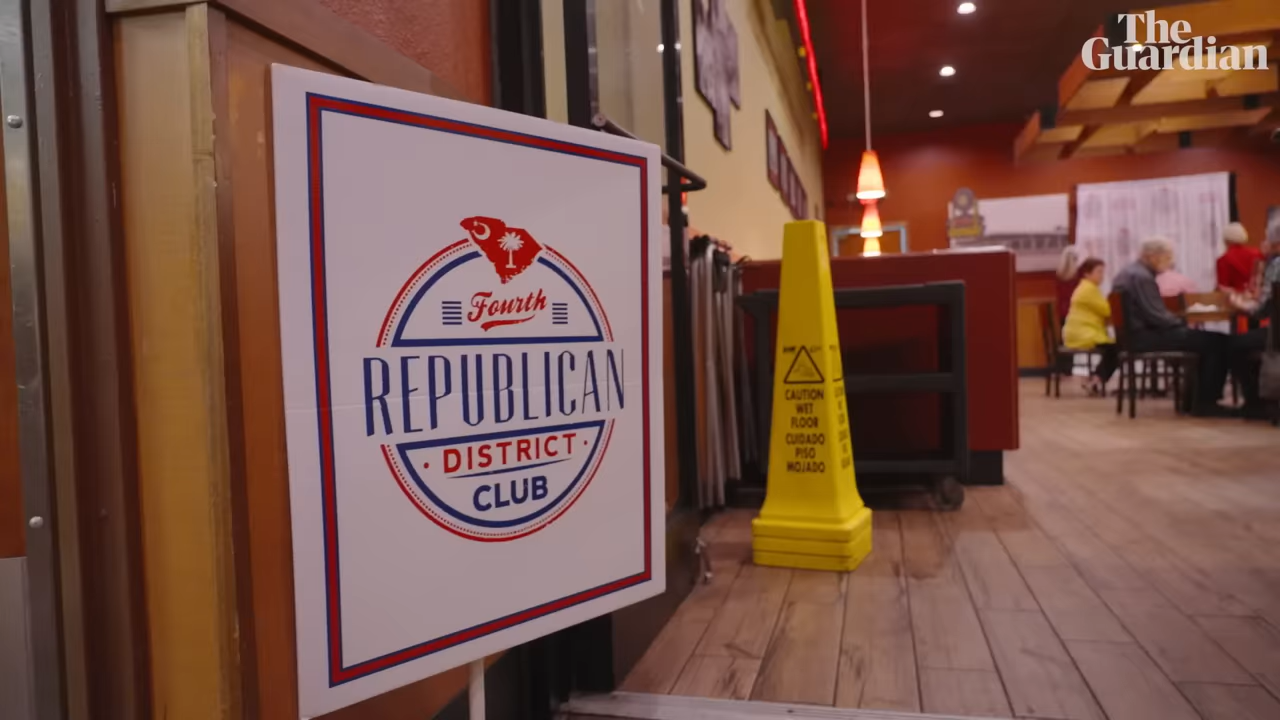 The
Guardian
Fourth
REPUBLICAN
DISTRICT
CLUB
CAUTION
WET
FLOOR
CUIDADO
PISO
MOJADO